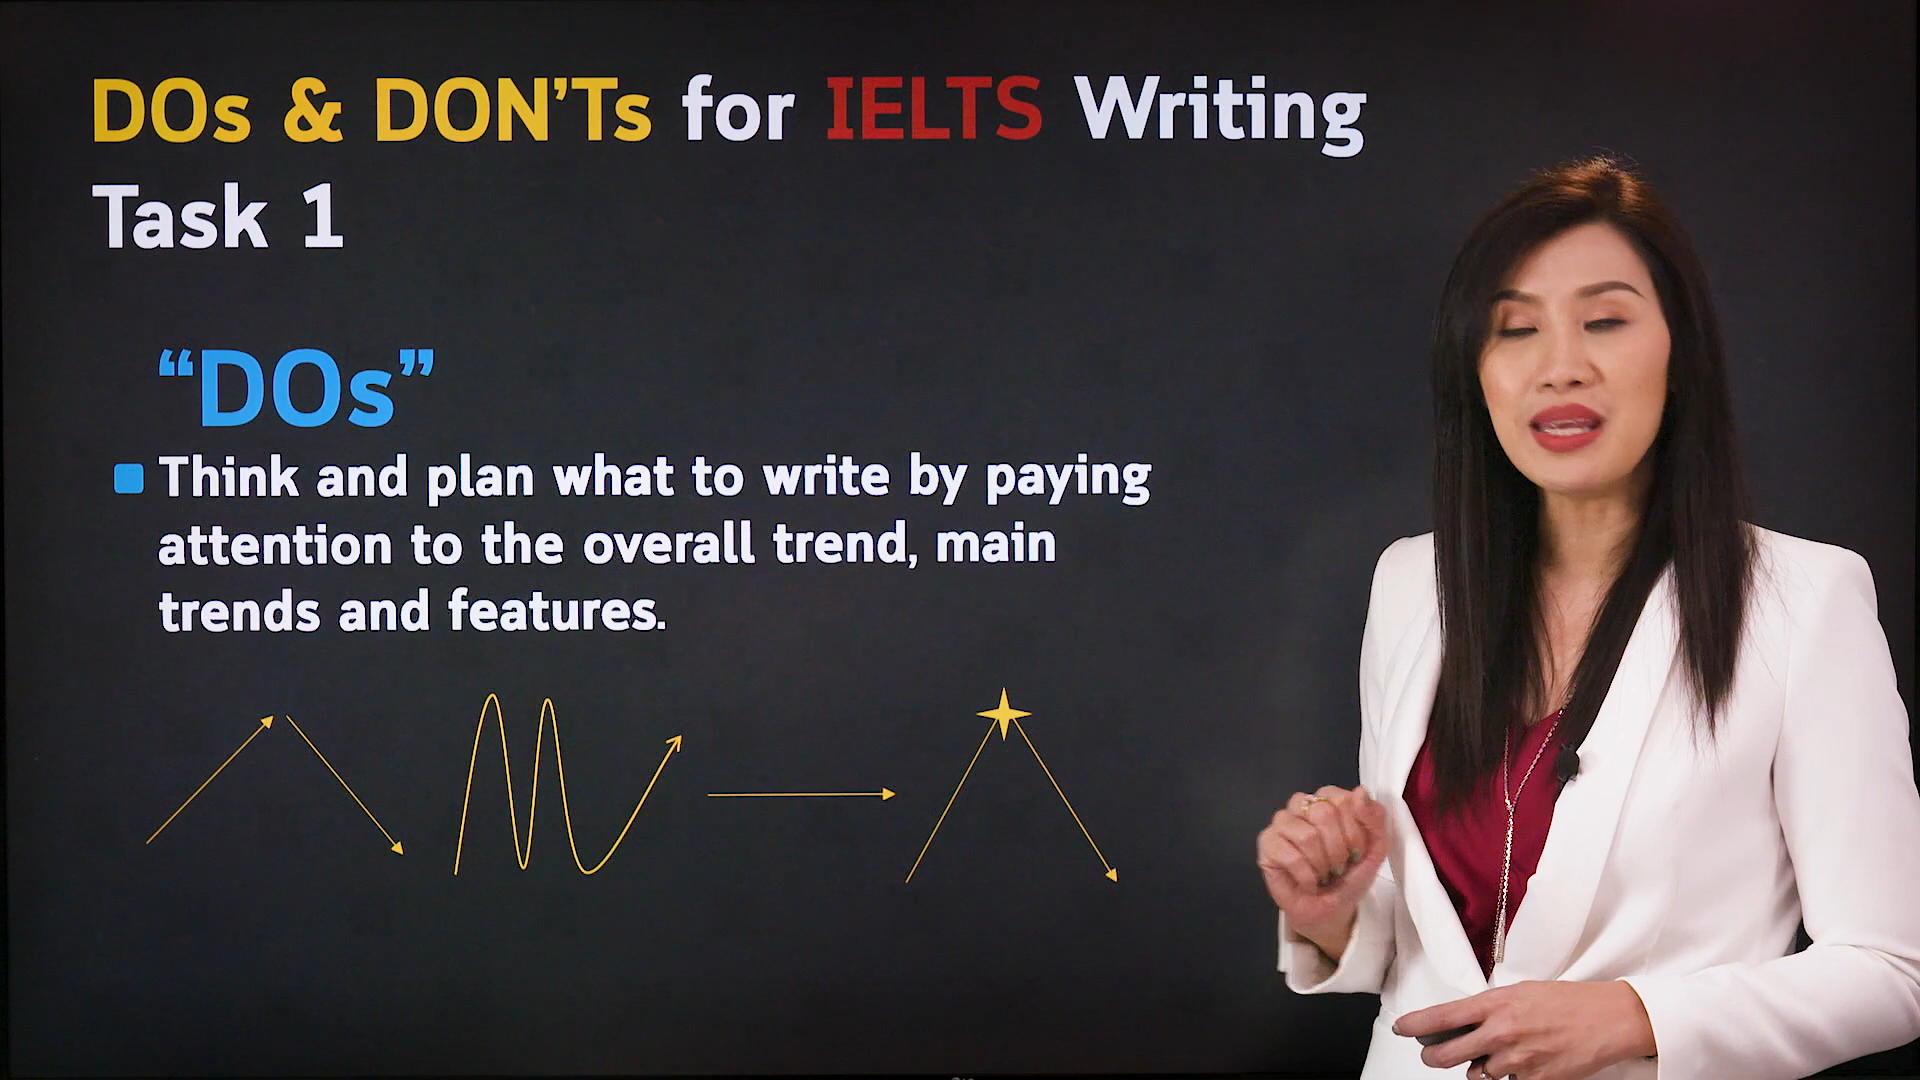 DOs & DON’Ts for IELTS Writing
Task 1
“DOs”
Think and plan what to write by paying
attention to the overall trend, main
trends and features.